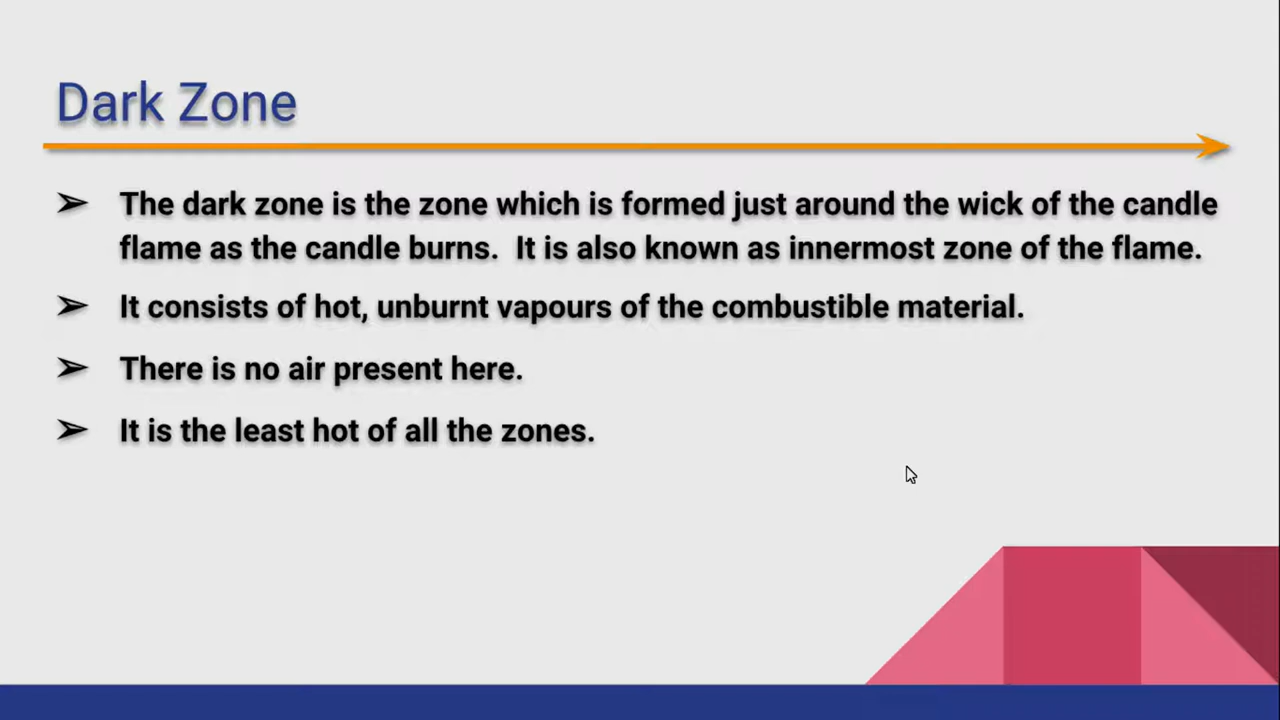 Dark Zone
➢ The dark zone is the zone which is formed just around the wick of the candle
flame as the candle burns.  It is also known as innermost zone of the flame.
➢ It consists of hot, unburnt vapours of the combustible material.
➢ There is no air present here.
➢ It is the least hot of all the zones.